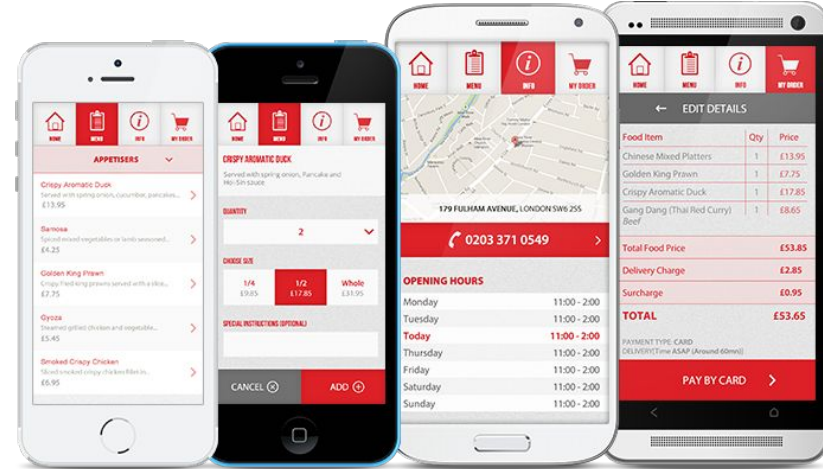 HOME MENU INFO MY ORDER
APPETISERS
Crispy Aromatic Duck
Served with spring onion, cucumber, pancakes...
£13.95
Samosa
Spiced mixed vegetables or lamb seasoned...
£4.25
Golden King Prawn
Crispy fried king prawns served with a slice...
£7.75
Gyoza
Steamed grilled chicken and vegetable...
£5.45
Smoked Crispy Chicken
Sliced smoked crispy chicken fillet in...
£6.95
HOME MENU INFO MY ORDER
CRISPY AROMATIC DUCK
Served with spring onion, Pancake and
Hoi-Sin sauce
QUANTITY
2
CHOOSE SIZE
1/4 1/2 Whole
£9.85 £17.85 £31.95
SPECIAL INSTRUCTIONS (OPTIONAL)
CANCEL ADD
HOME MENU INFO MY ORDER
179 FULHAM AVENUE, LONDON SW6 2SS
0203 371 0549
OPENING HOURS
Monday 11:00 - 2:00
Tuesday 11:00 - 2:00
Today 11:00 - 2:00
Thursday 11:00 - 2:00
Friday 11:00 - 2:00
Saturday 11:00 - 2:00
Sunday 11:00 - 2:00
HOME MENU INFO MY ORDER
EDIT DETAILS
Food Item Qty Price
Chinese Mixed Platters 1 £13.95
Golden King Prawn 1 £7.75
Crispy Aromatic Duck 1 £17.85
Gang Dang (Thai Red Curry) 1 £8.65
Beef
Total Food Price £53.85
Delivery Charge £2.85
Surcharge £0.95
TOTAL £53.65
PAYMENT TYPE: CARD
DELIVERY(Time ASAP (Around 60mn))
PAY BY CARD